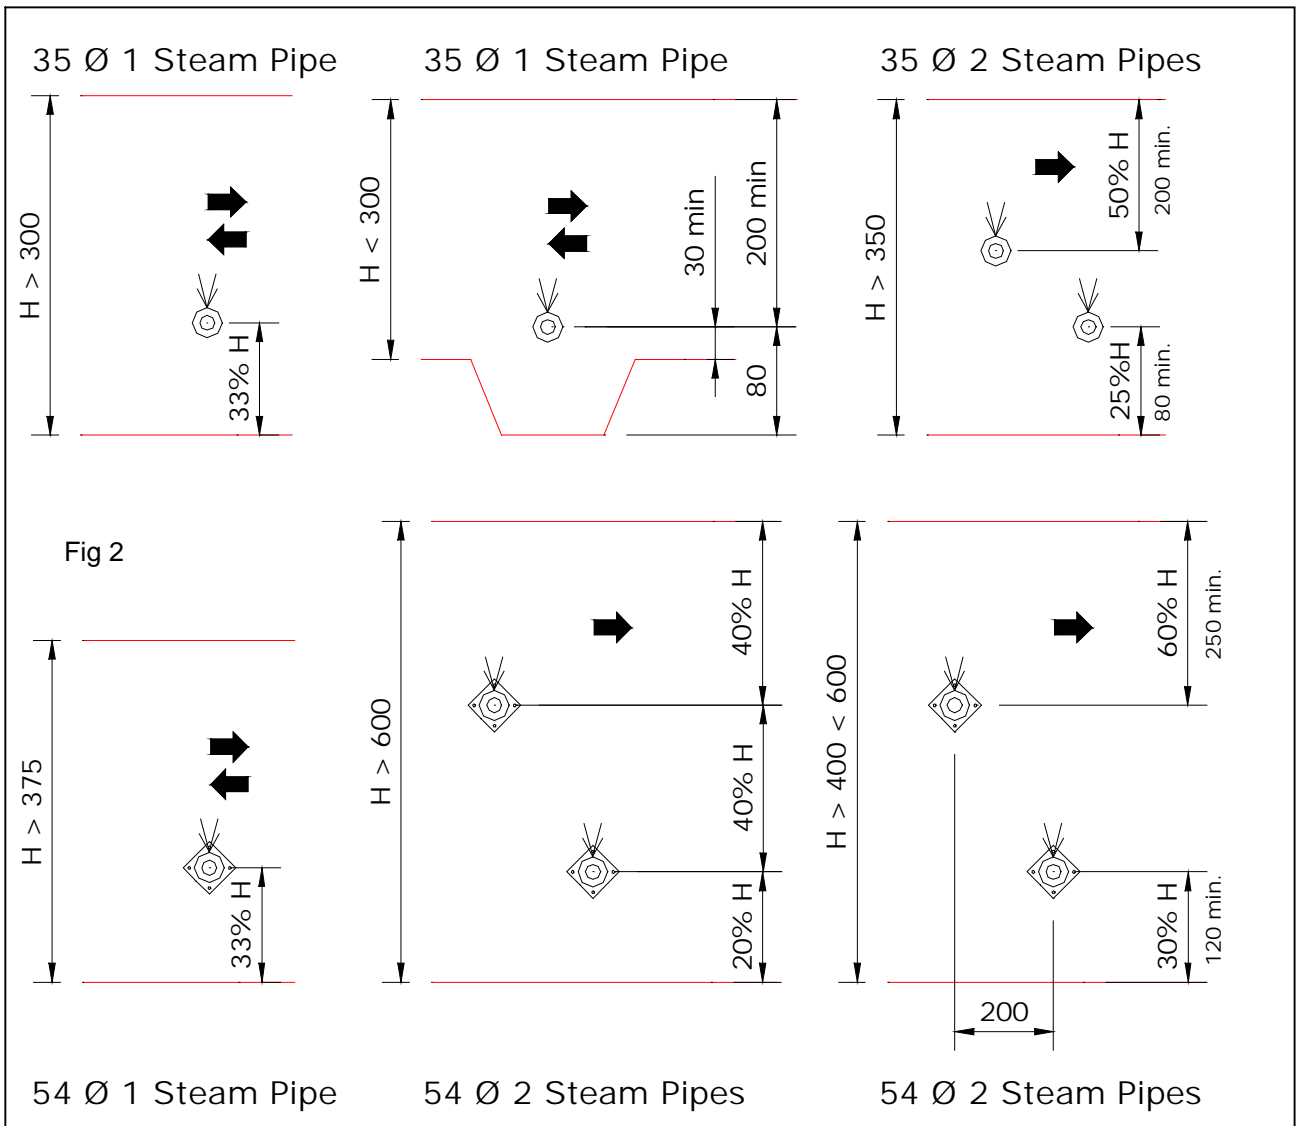 35 Ø 1 Steam Pipe
H > 300
33% H
35 Ø 1 Steam Pipe
H < 300
30 min
200 min
80
35 Ø 2 Steam Pipes
H > 350
50% H
200 min.
25%H
80 min.
Fig 2
H > 375
33% H
54 Ø 1 Steam Pipe
H > 600
40% H
40% H
20% H
54 Ø 2 Steam Pipes
H > 400 < 600
60% H
250 min.
30% H
120 min.
200
54 Ø 2 Steam Pipes